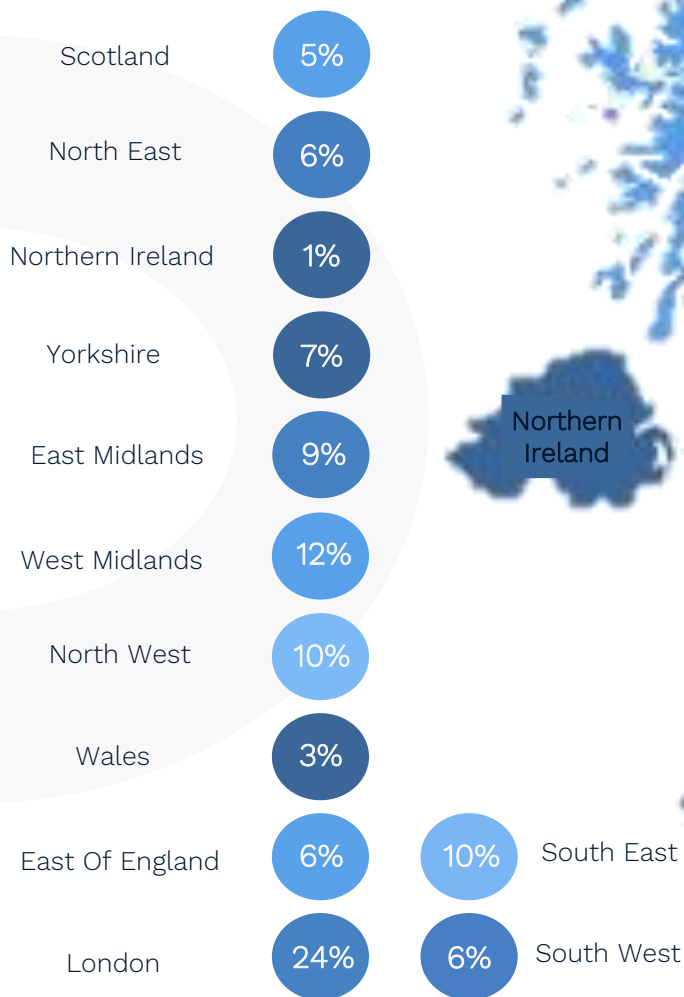 Scotland 5%
North East 6%
Northern Ireland 1%
Yorkshire 7%
East Midlands 9%
Northern
Ireland
West Midlands 12%
North West 10%
Wales 3%
East Of England 6% 10% South East
London 24% 6% South West